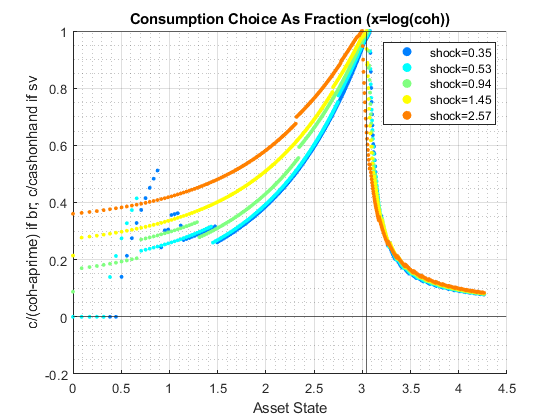 Consumption Choice As Fraction (x=log(coh))
c/(coh-aprime) if br; c/cashonhand if sv
1
0.8
0.6
0.4
0.2
0
-0.2
0
0.5
1
1.5
2
2.5
3
3.5
4
4.5
Asset State
shock=0.35
shock=0.53
shock=0.94
shock=1.45
shock=2.57